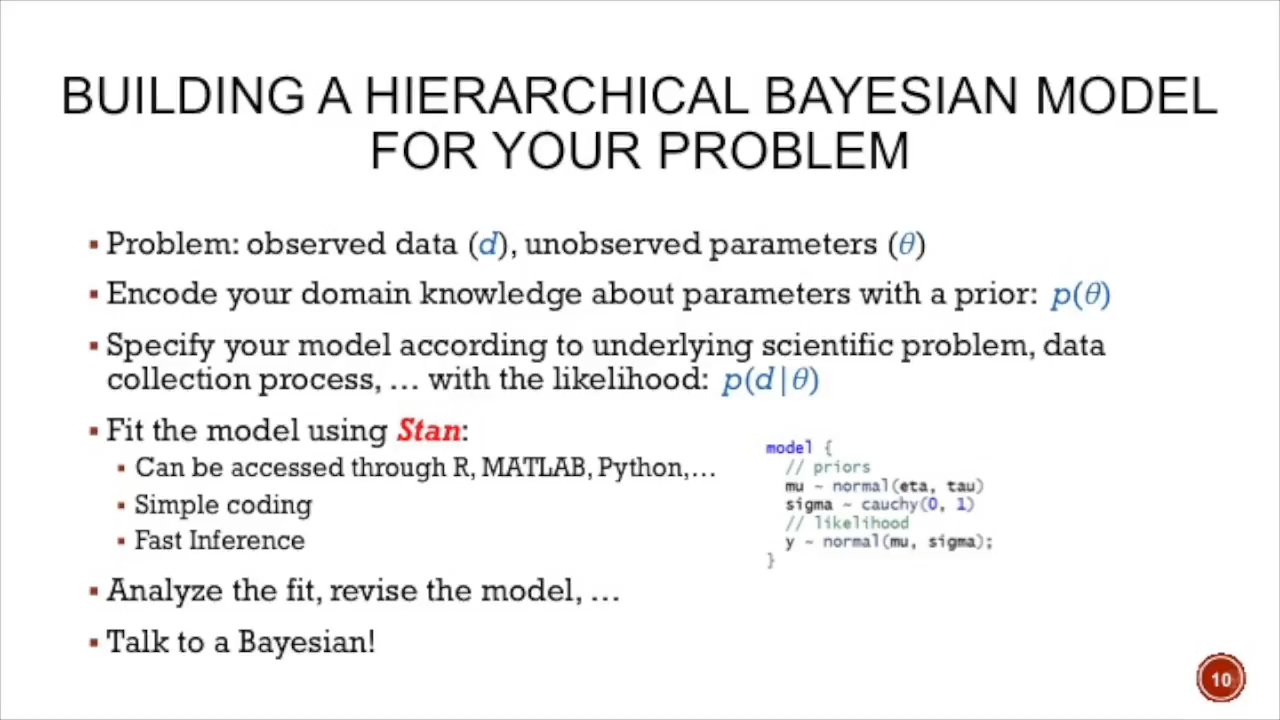 BUILDING A HIERARCHICAL BAYESIAN MODEL
FOR YOUR PROBLEM
▪ Problem: observed data (d), unobserved parameters (θ)
▪ Encode your domain knowledge about parameters with a prior: p(θ)
▪ Specify your model according to underlying scientific problem, data
collection process, … with the likelihood: p(d|θ)
▪ Fit the model using Stan:
▪ Can be accessed through R, MATLAB, Python,…
▪ Simple coding
▪ Fast Inference
model {
// priors
mu ~ normal(eta, tau)
sigma ~ cauchy(0, 1)
// likelihood
y ~ normal(mu, sigma);
}
▪ Analyze the fit, revise the model, …
▪ Talk to a Bayesian!
10